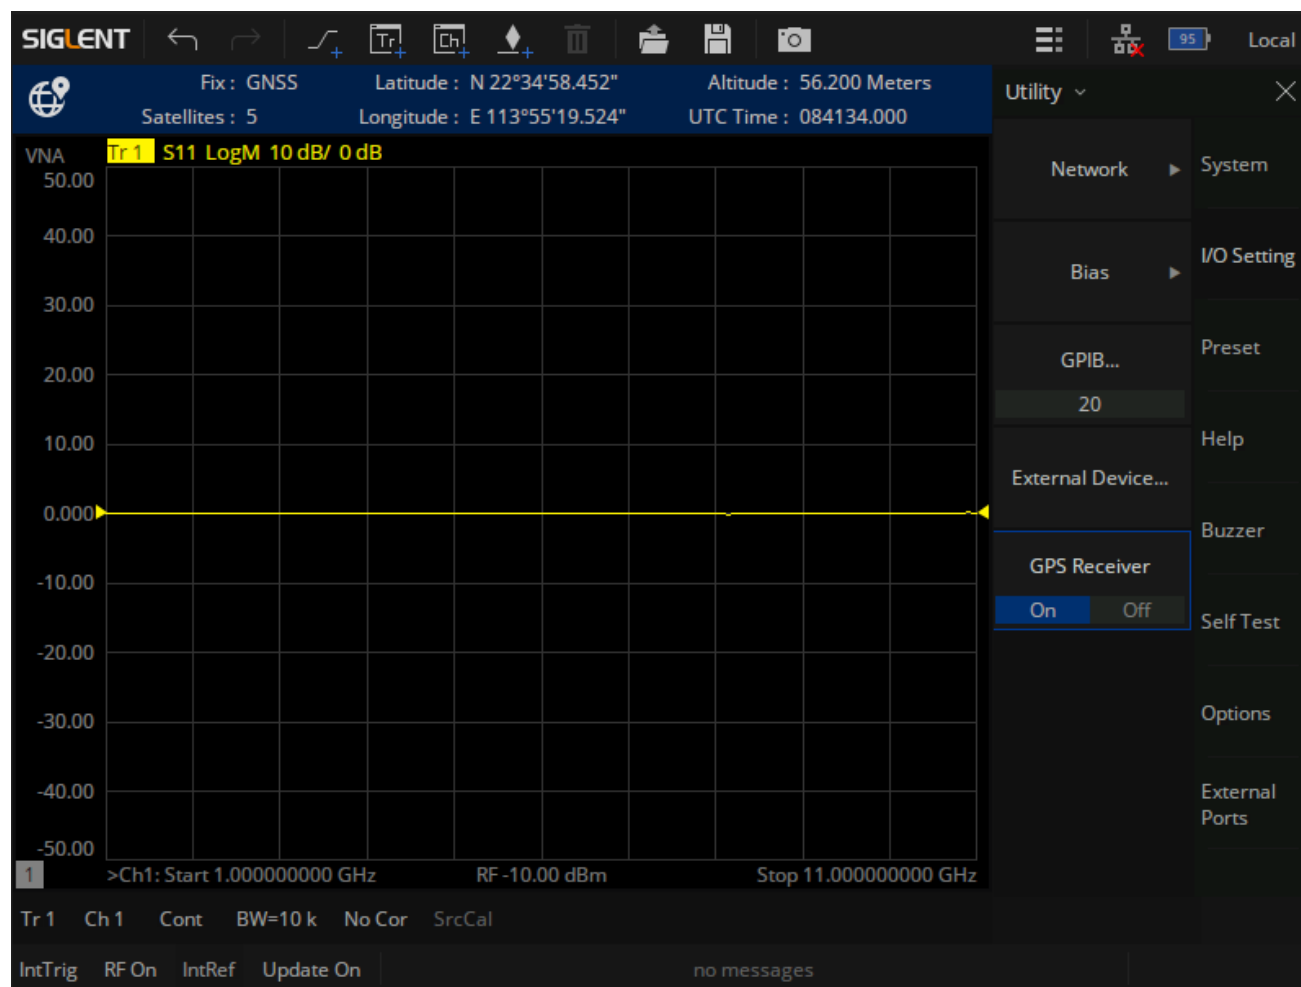 SIGLENT Tr Ch 95 Local
Fix : GNSS Latitude : N 22°34'58.452" Altitude : 56.200 Meters
Satellites : 5 Longitude : E 113°55'19.524" UTC Time : 084134.000
Utility
VNA Tr 1 S11 LogM 10 dB/ 0 dB
50.00
40.00
30.00
20.00
10.00
0.000
-10.00
-20.00
-30.00
-40.00
-50.00
1 >Ch1: Start 1.000000000 GHz RF -10.00 dBm Stop 11.000000000 GHz
Network
Bias
GPIB...
20
External Device...
GPS Receiver
On Off
System
I/O Setting
Preset
Help
Buzzer
Self Test
Options
External
Ports
Tr 1 Ch 1 Cont BW=10 k No Cor SrcCal
IntTrig RF On IntRef Update On no messages